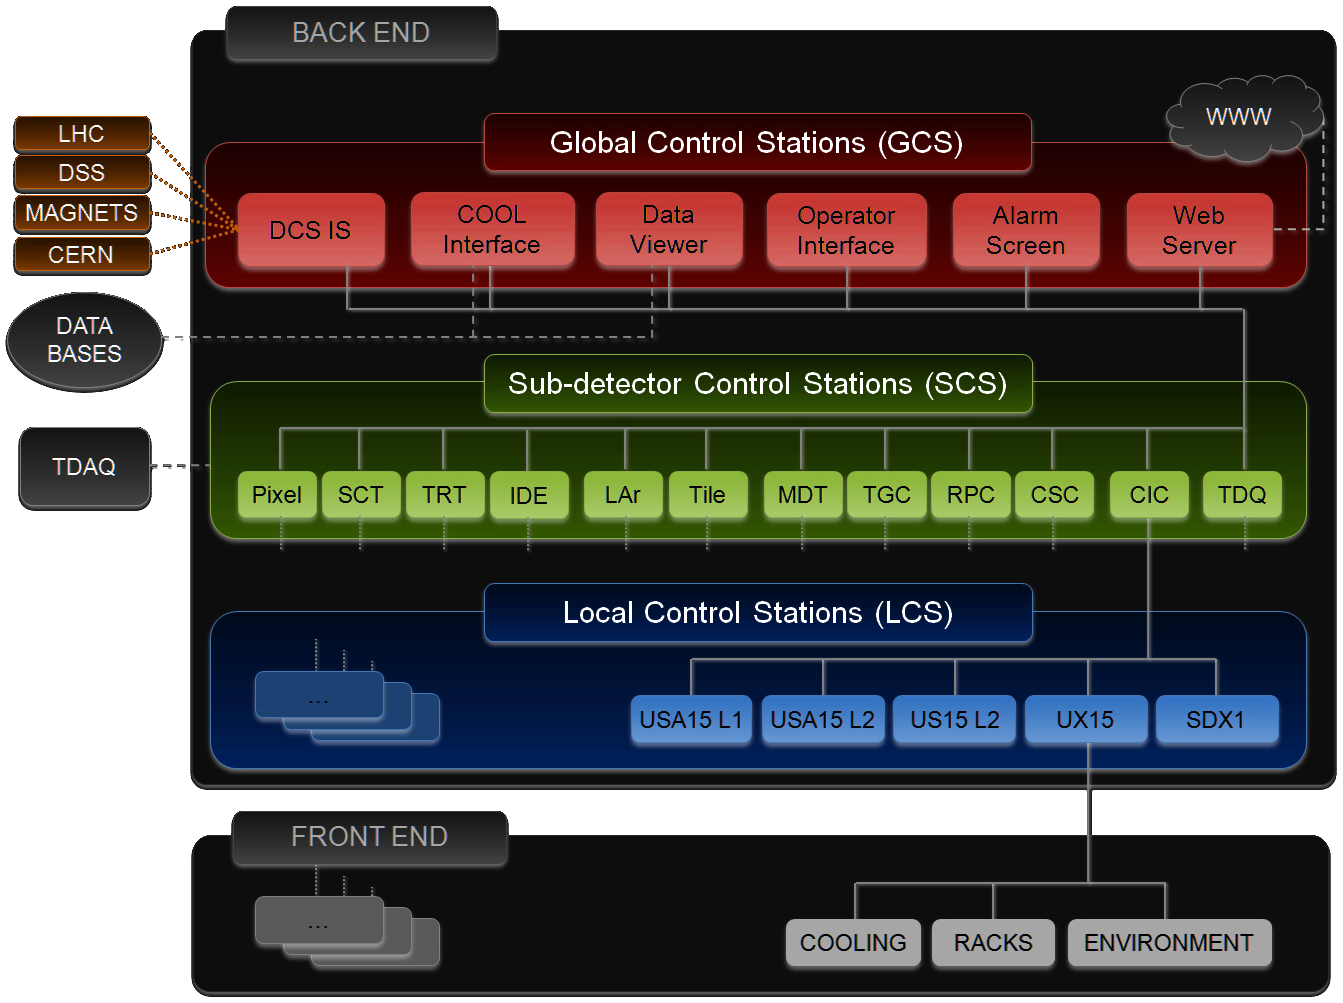 BACK END
WWW
LHC
DSS
MAGNETS
CERN
Global Control Stations (GCS)
DCS IS
COOL
Interface
Data
Viewer
Operator
Interface
Alarm
Screen
Web
Server
DATA
BASES
Sub-detector Control Stations (SCS)
TDAQ
Pixel
SCT
TRT
IDE
LAr
Tile
MDT
TGC
RPC
CSC
CIC
TDQ
Local Control Stations (LCS)
...
USA15 L1
USA15 L2
US15 L2
UX15
SDX1
FRONT END
...
COOLING
RACKS
ENVIRONMENT